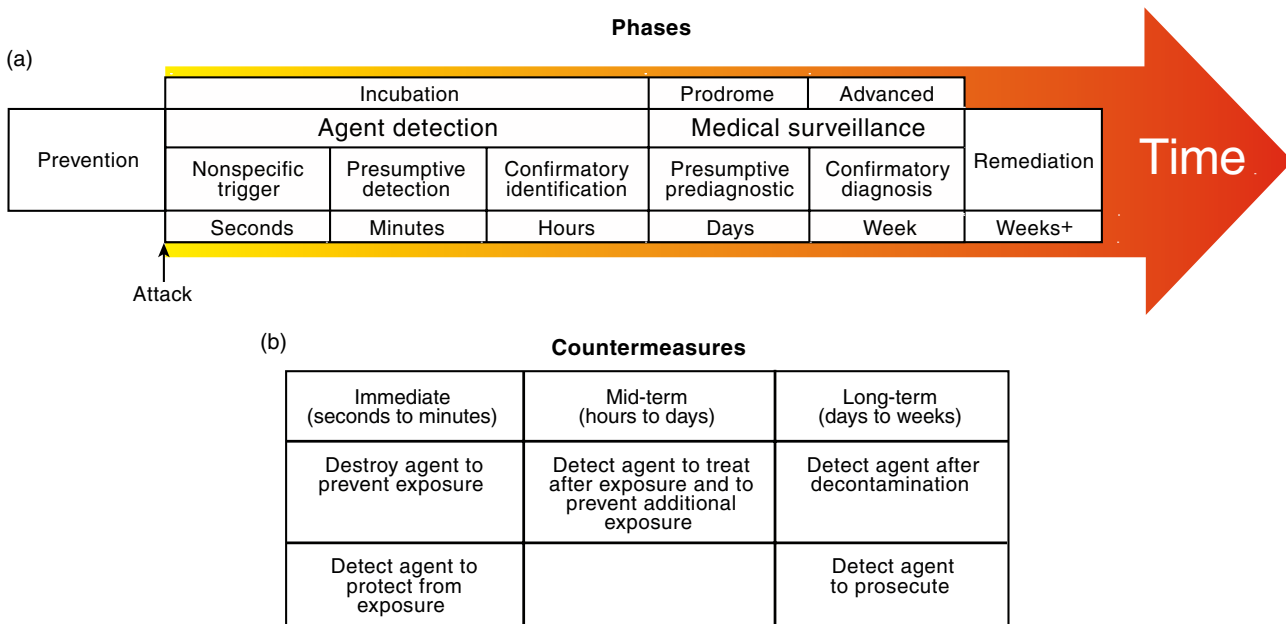 Phases
(a)
Incubation
Prodrome
Advanced
Prevention
Agent detection
Medical surveillance
Remediation
Time
Nonspecific
trigger
Presumptive
detection
Confirmatory
identification
Presumptive
prediagnostic
Confirmatory
diagnosis
Seconds
Minutes
Hours
Days
Week
Weeks+
Attack
(b)
Countermeasures
Immediate
(seconds to minutes)
Mid-term
(hours to days)
Long-term
(days to weeks)
Destroy agent to
prevent exposure
Detect agent to treat
after exposure and to
prevent additional
exposure
Detect agent after
decontamination
Detect agent to
protect from
exposure
Detect agent
to prosecute